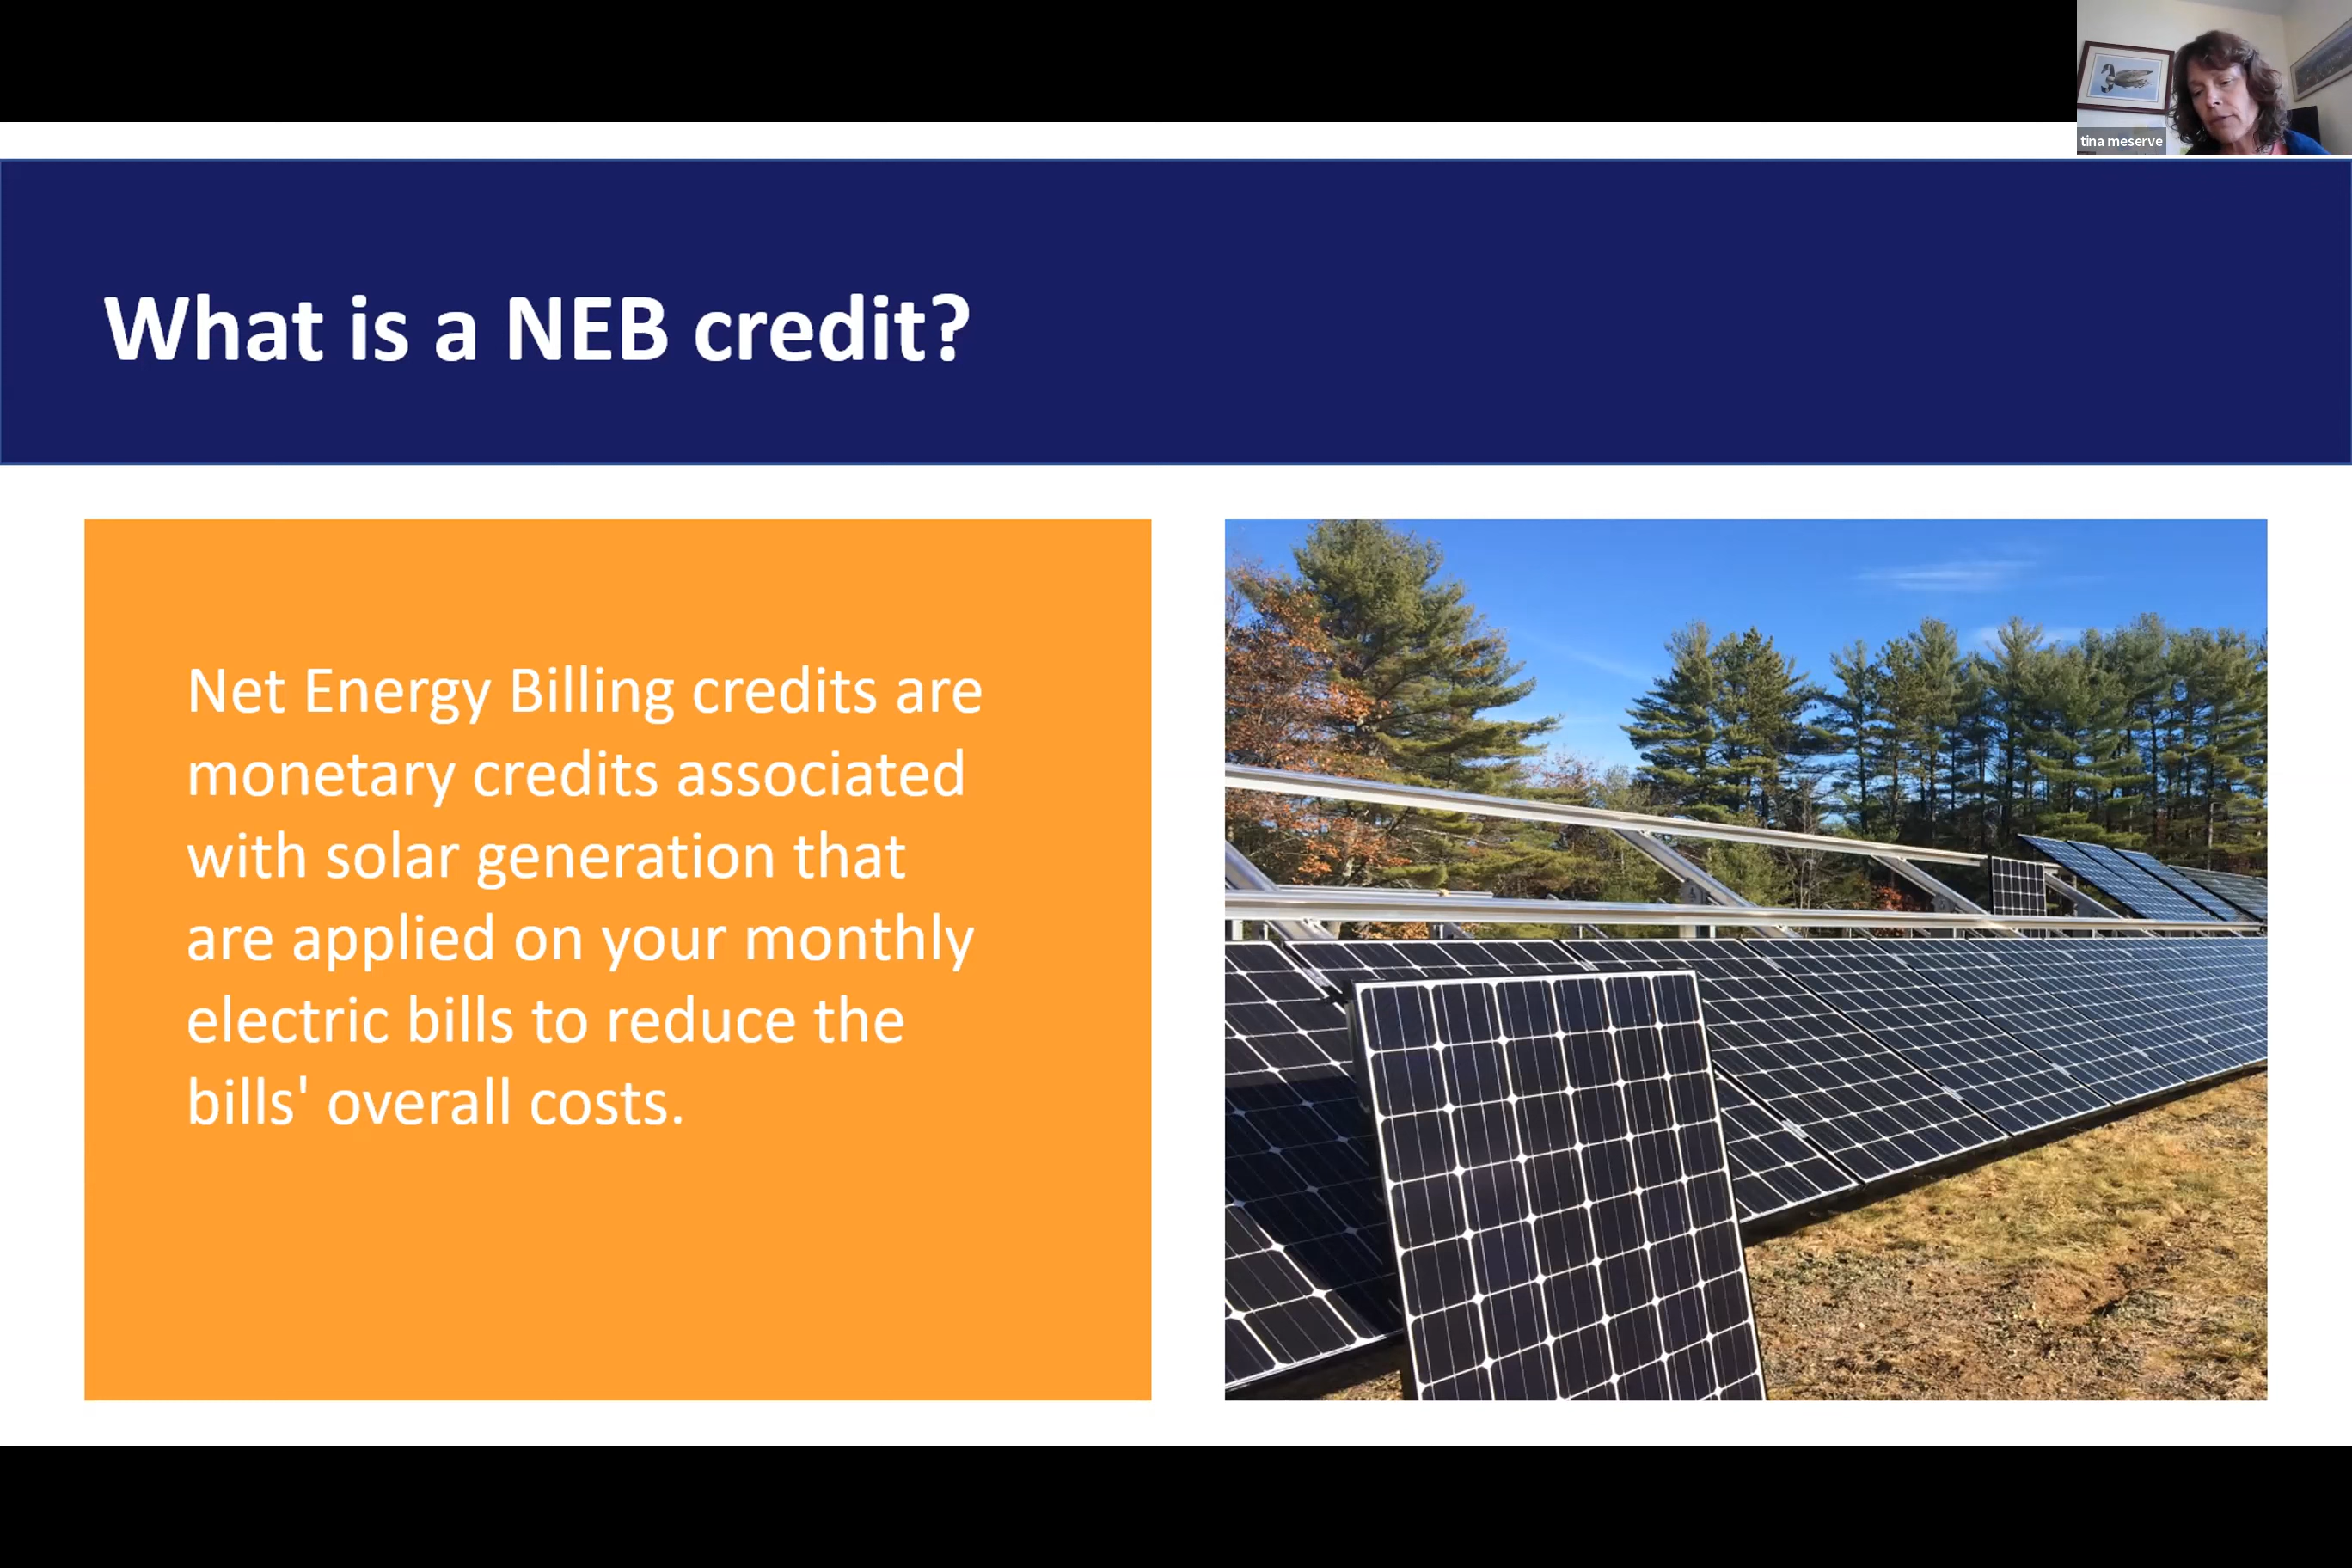 tina meserve
What is a NEB credit?
Net Energy Billing credits are
monetary credits associated
with solar generation that
are applied on your monthly
electric bills to reduce the
bills' overall costs.